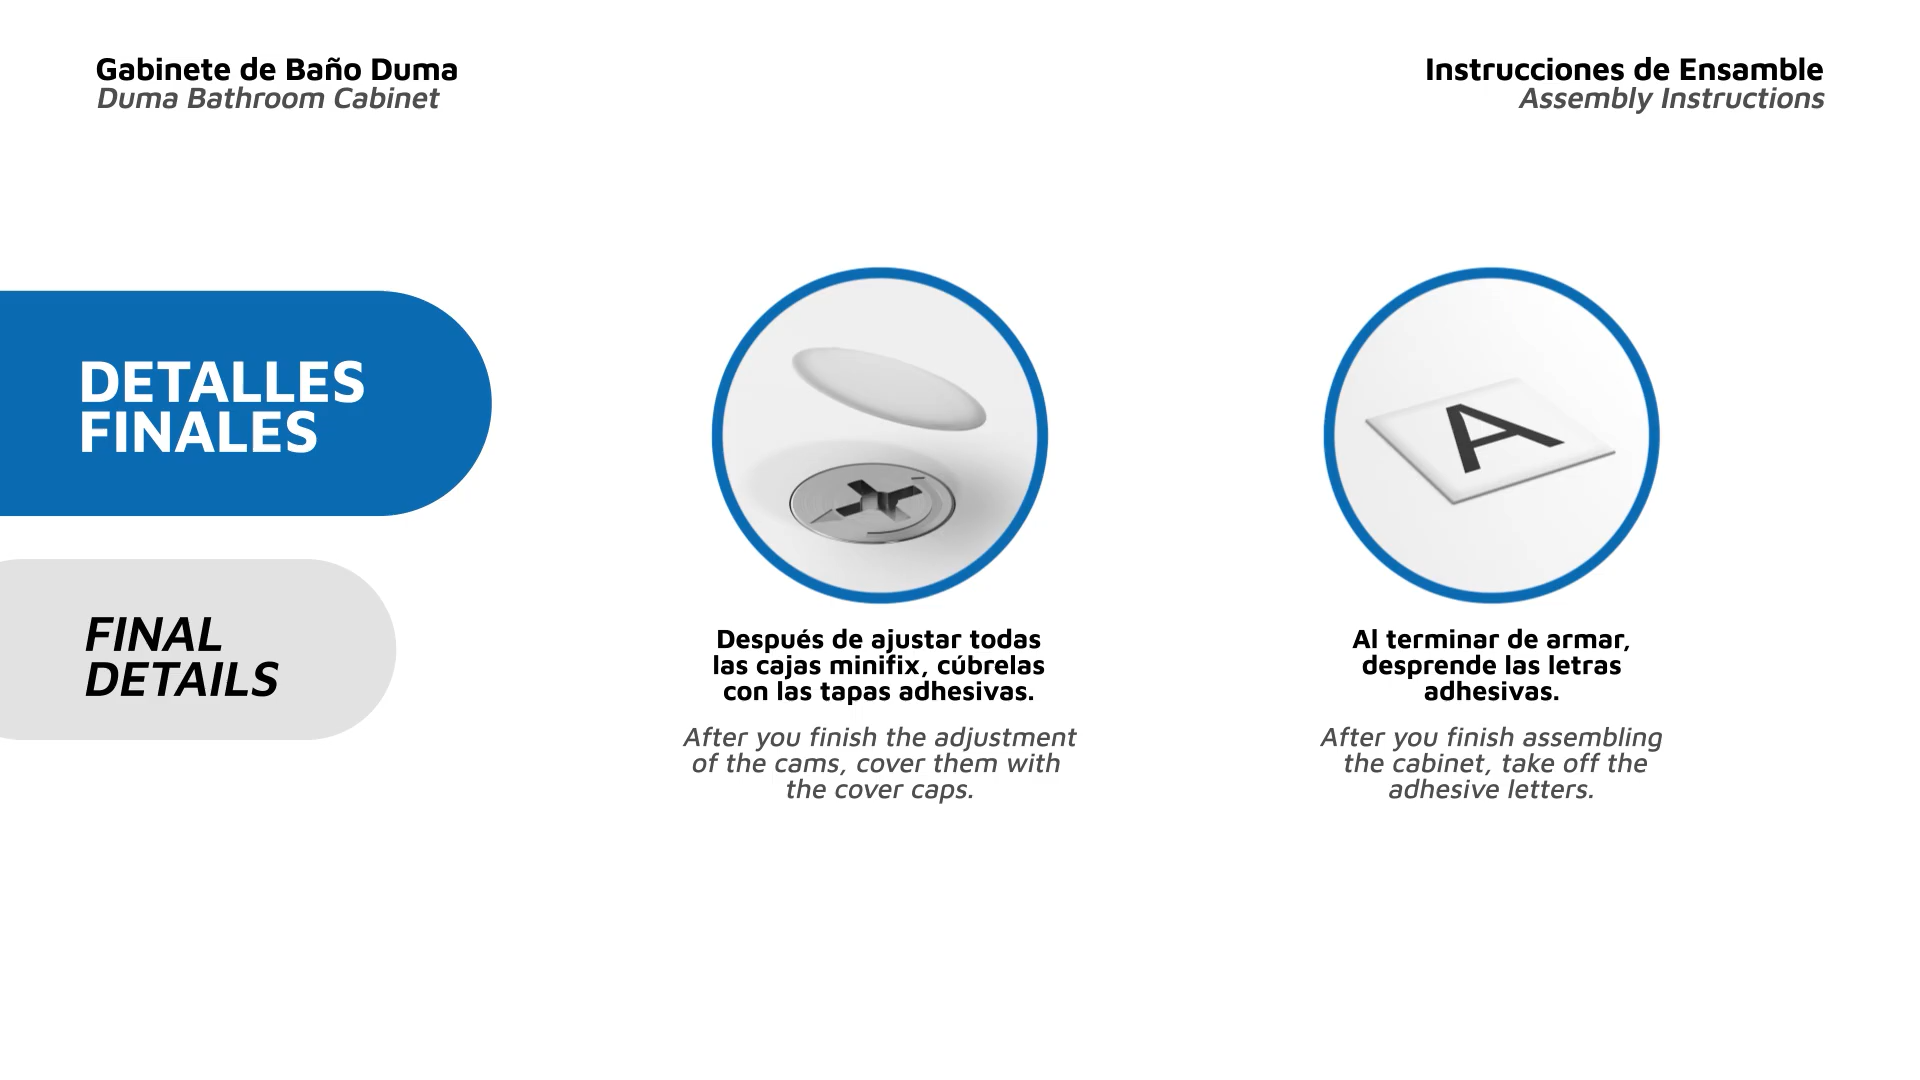 Gabinete de Baño Duma
Duma Bathroom Cabinet
Instrucciones de Ensamble
Assembly Instructions
DETALLES
FINALES
FINAL
DETAILS
A
Después de ajustar todas
las cajas minifix, cúbrelas
con las tapas adhesivas.
After you finish the adjustment
of the cams, cover them with
the cover caps.
Al terminar de armar,
desprende las letras
adhesivas.
After you finish assembling
the cabinet, take off the
adhesive letters.